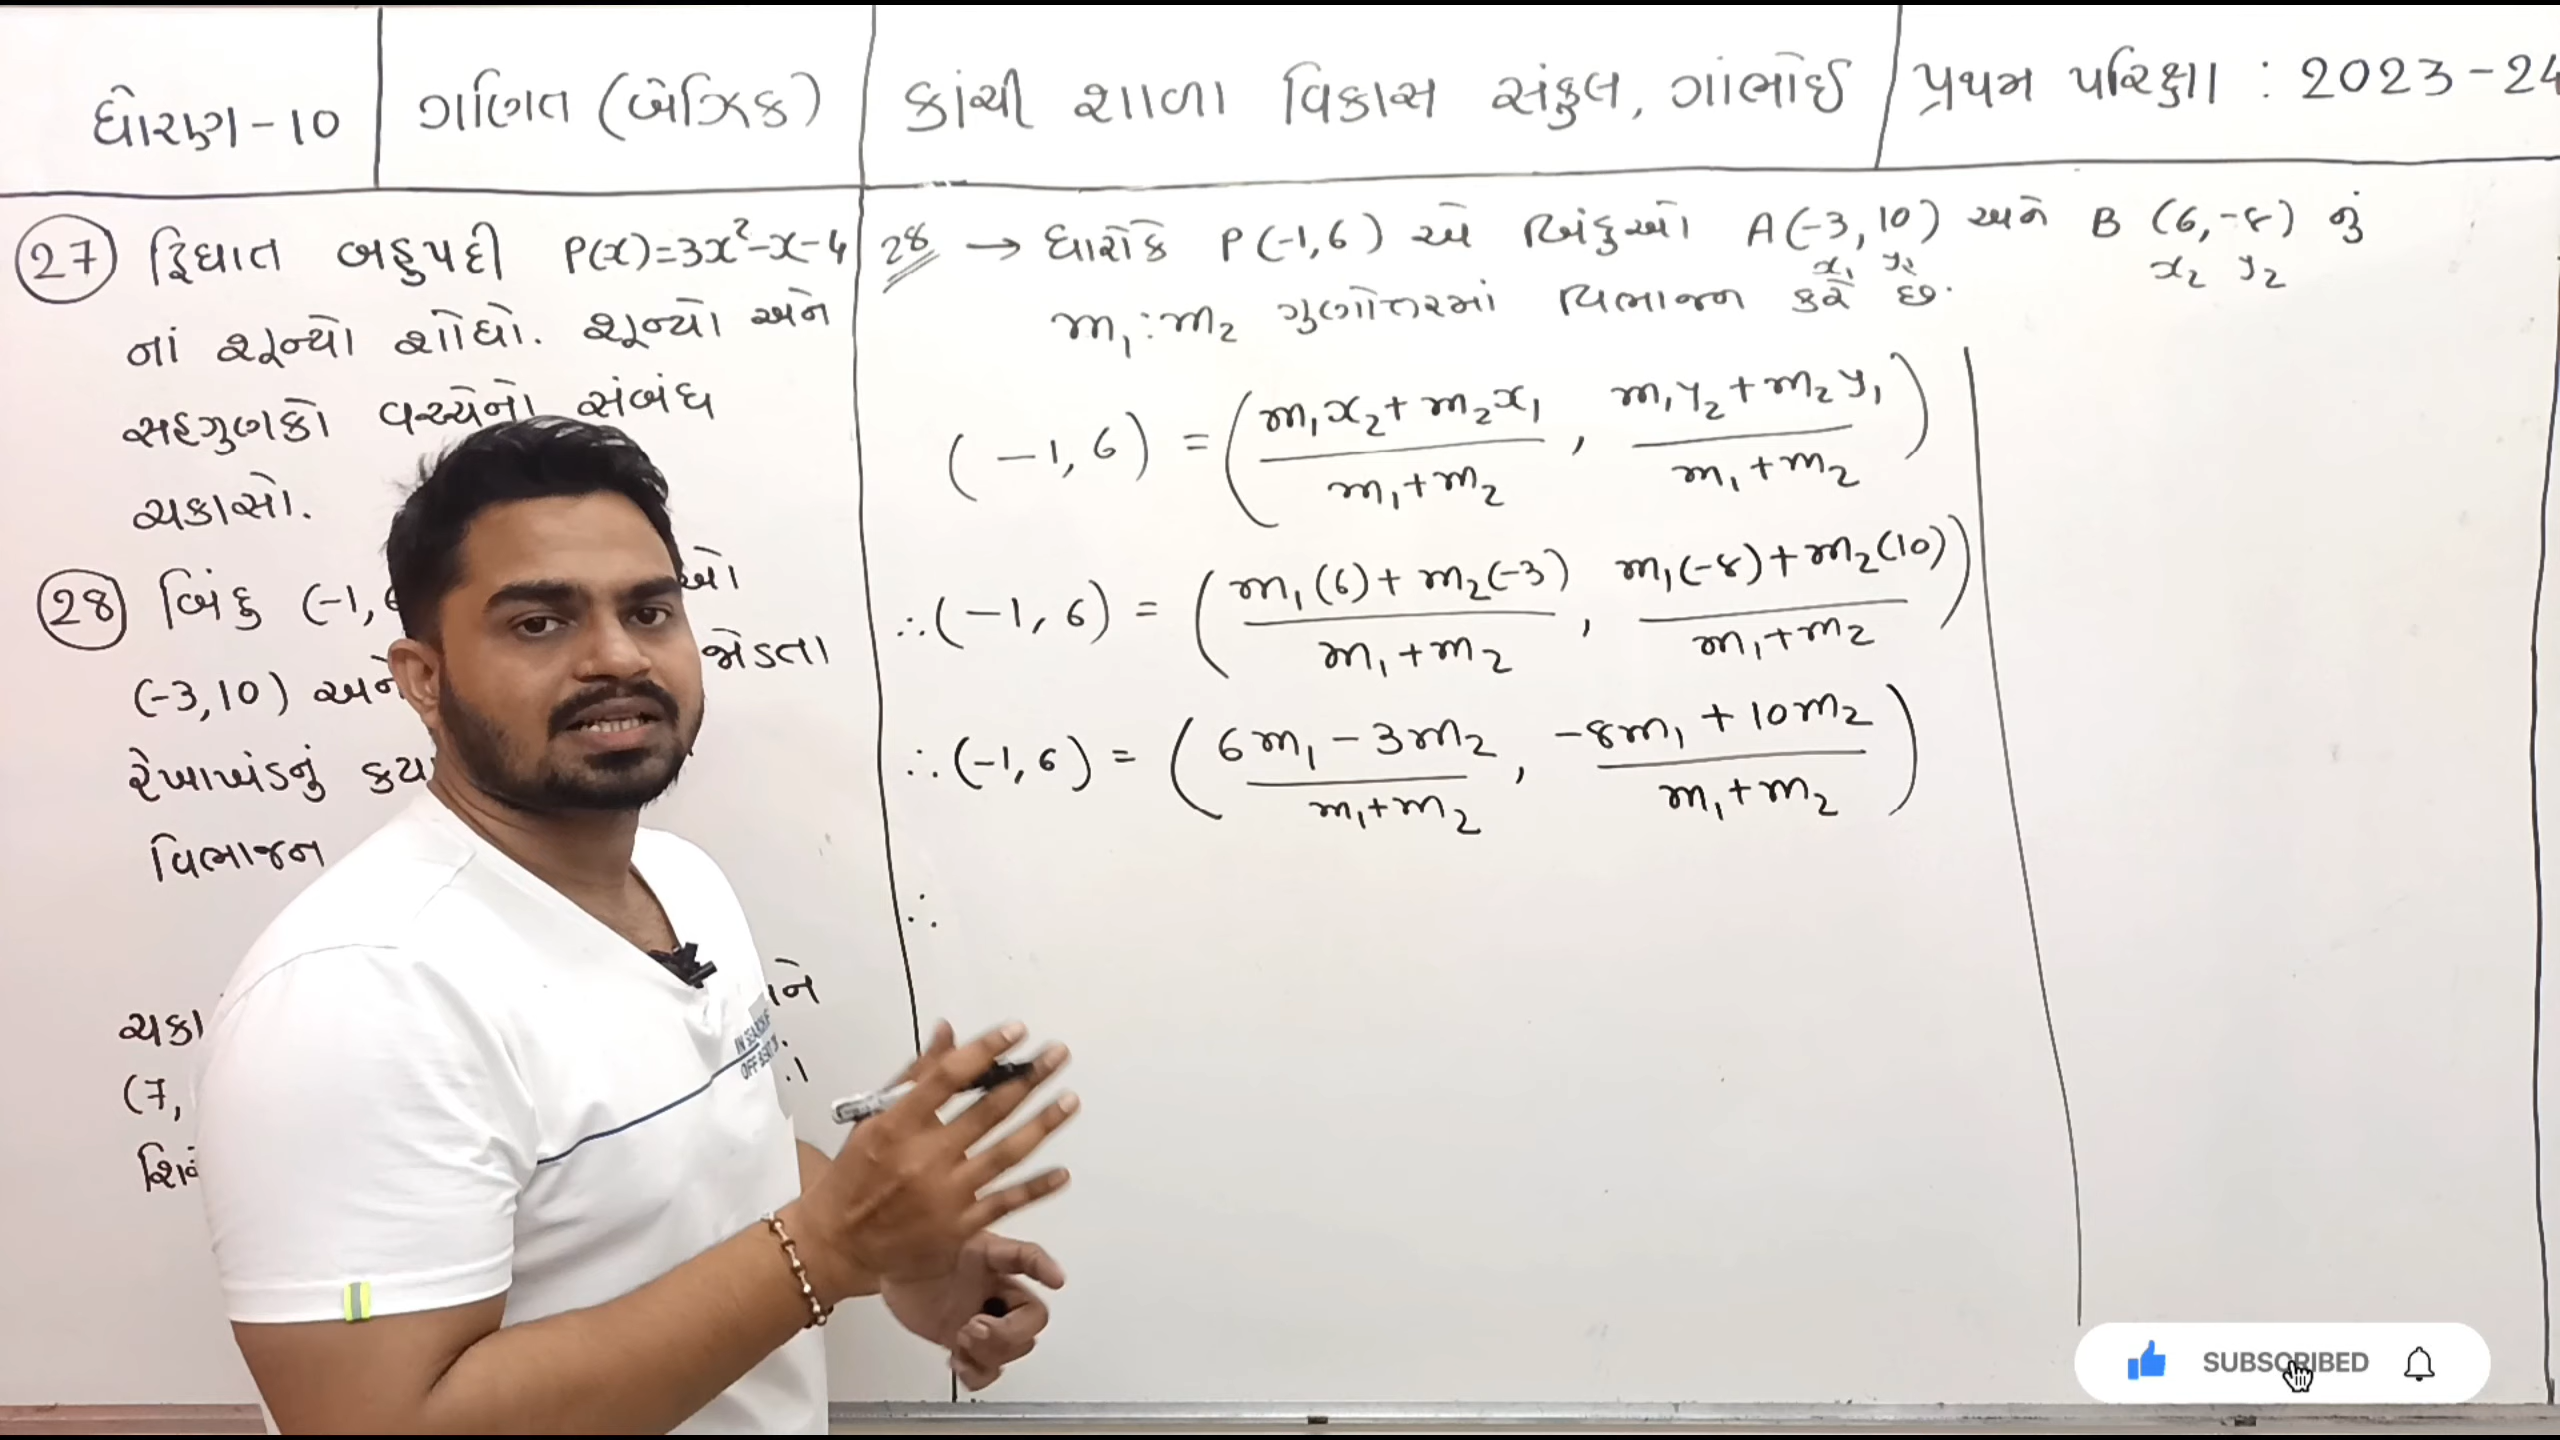 ધોરણ-10
ગણિત (બેઝિક)
કાંચી શાળા વિકાસ સંકુલ, ગાંભોઈ
પ્રથમ પરિક્ષા : 2023-24
27 દ્વિઘાત બહુપદી P(x)=3x²-x-4
નાં શૂન્યો શોધો. શૂન્યો અને
સહગુણકો વચ્ચેનો સંબંધ
ચકાસો.
28 બિંદુ (-1,6
(-3,10) અને જોડતા
રેખાખંડનું
વિભાજન
(7,
28 → ધારોકે P(-1,6) એ બિંદુઓ A(-3,10) અને B (6,-8) નું
x₁ y₁ x₂ y₂
m₁:m₂ ગુણોત્તરમાં વિભાજન કરે છે.
(-1,6) = ( m₁x₂+m₂x₁ / m₁+m₂ , m₁y₂+m₂y₁ / m₁+m₂ )
∴(-1,6) = ( m₁(6)+m₂(-3) / m₁+m₂ , m₁(-8)+m₂(10) / m₁+m₂ )
∴(-1,6) = ( 6m₁-3m₂ / m₁+m₂ , -8m₁+10m₂ / m₁+m₂ )
∴
IN SEARCH OF
SUBSCRIBED